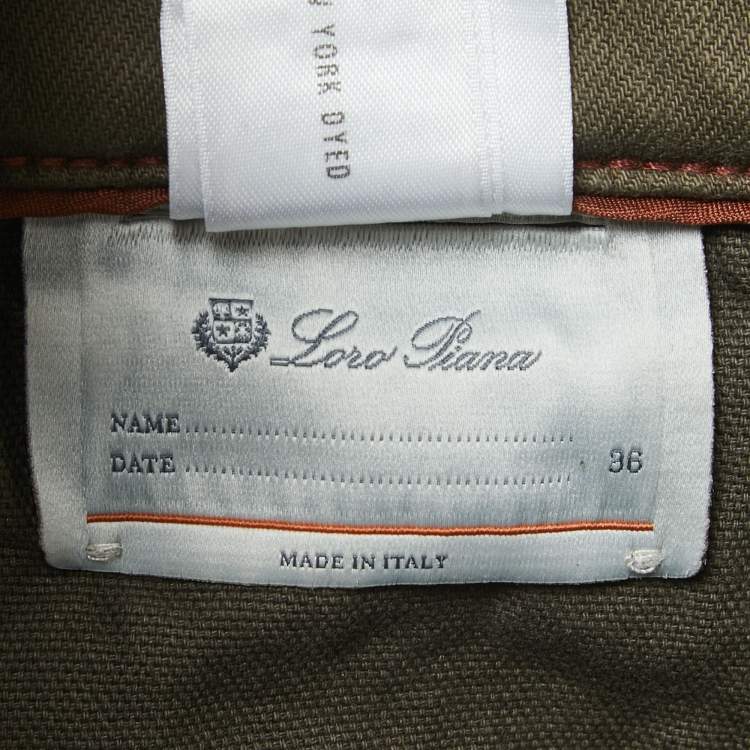 YORK DYED
Loro Piana
NAME
DATE 36
MADE IN ITALY